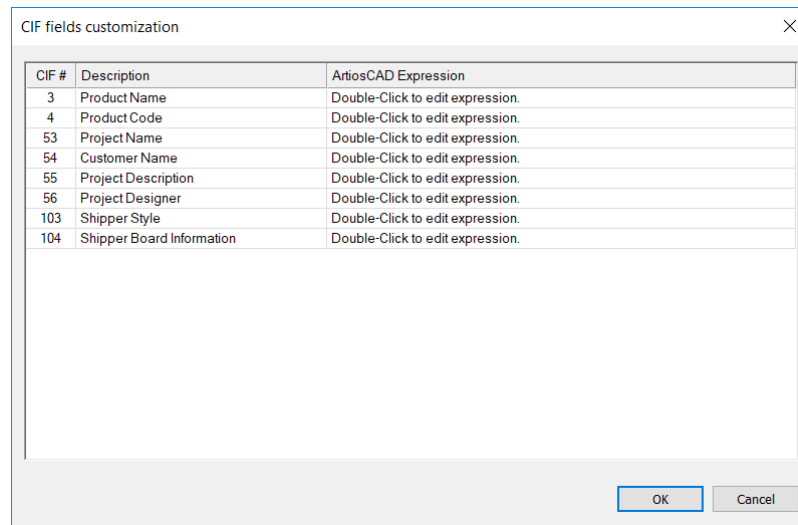 CIF fields customization
CIF # Description ArtiosCAD Expression
3 Product Name Double-Click to edit expression.
4 Product Code Double-Click to edit expression.
53 Project Name Double-Click to edit expression.
54 Customer Name Double-Click to edit expression.
55 Project Description Double-Click to edit expression.
56 Project Designer Double-Click to edit expression.
103 Shipper Style Double-Click to edit expression.
104 Shipper Board Information Double-Click to edit expression.
OK Cancel